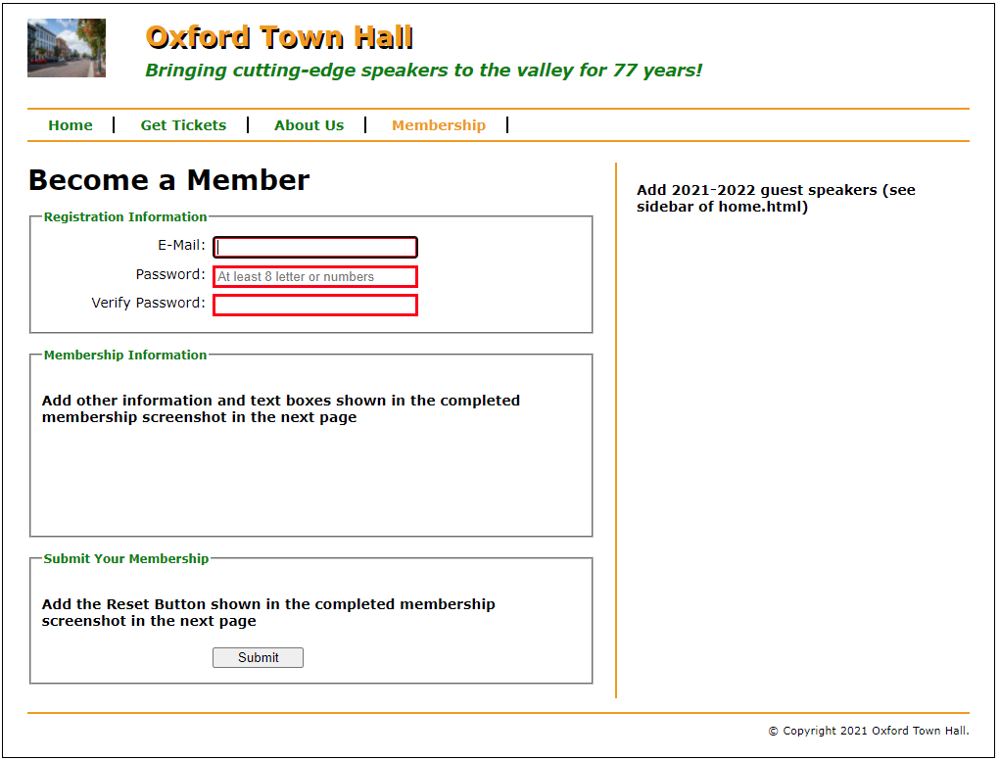 Oxford Town Hall
Bringing cutting-edge speakers to the valley for 77 years!
Home Get Tickets About Us Membership
Become a Member
Registration Information
E-Mail:
Password: At least 8 letter or numbers
Verify Password:
Membership Information
Add other information and text boxes shown in the completed
membership screenshot in the next page
Submit Your Membership
Add the Reset Button shown in the completed membership
screenshot in the next page
Submit
Add 2021-2022 guest speakers (see
sidebar of home.html)
© Copyright 2021 Oxford Town Hall.